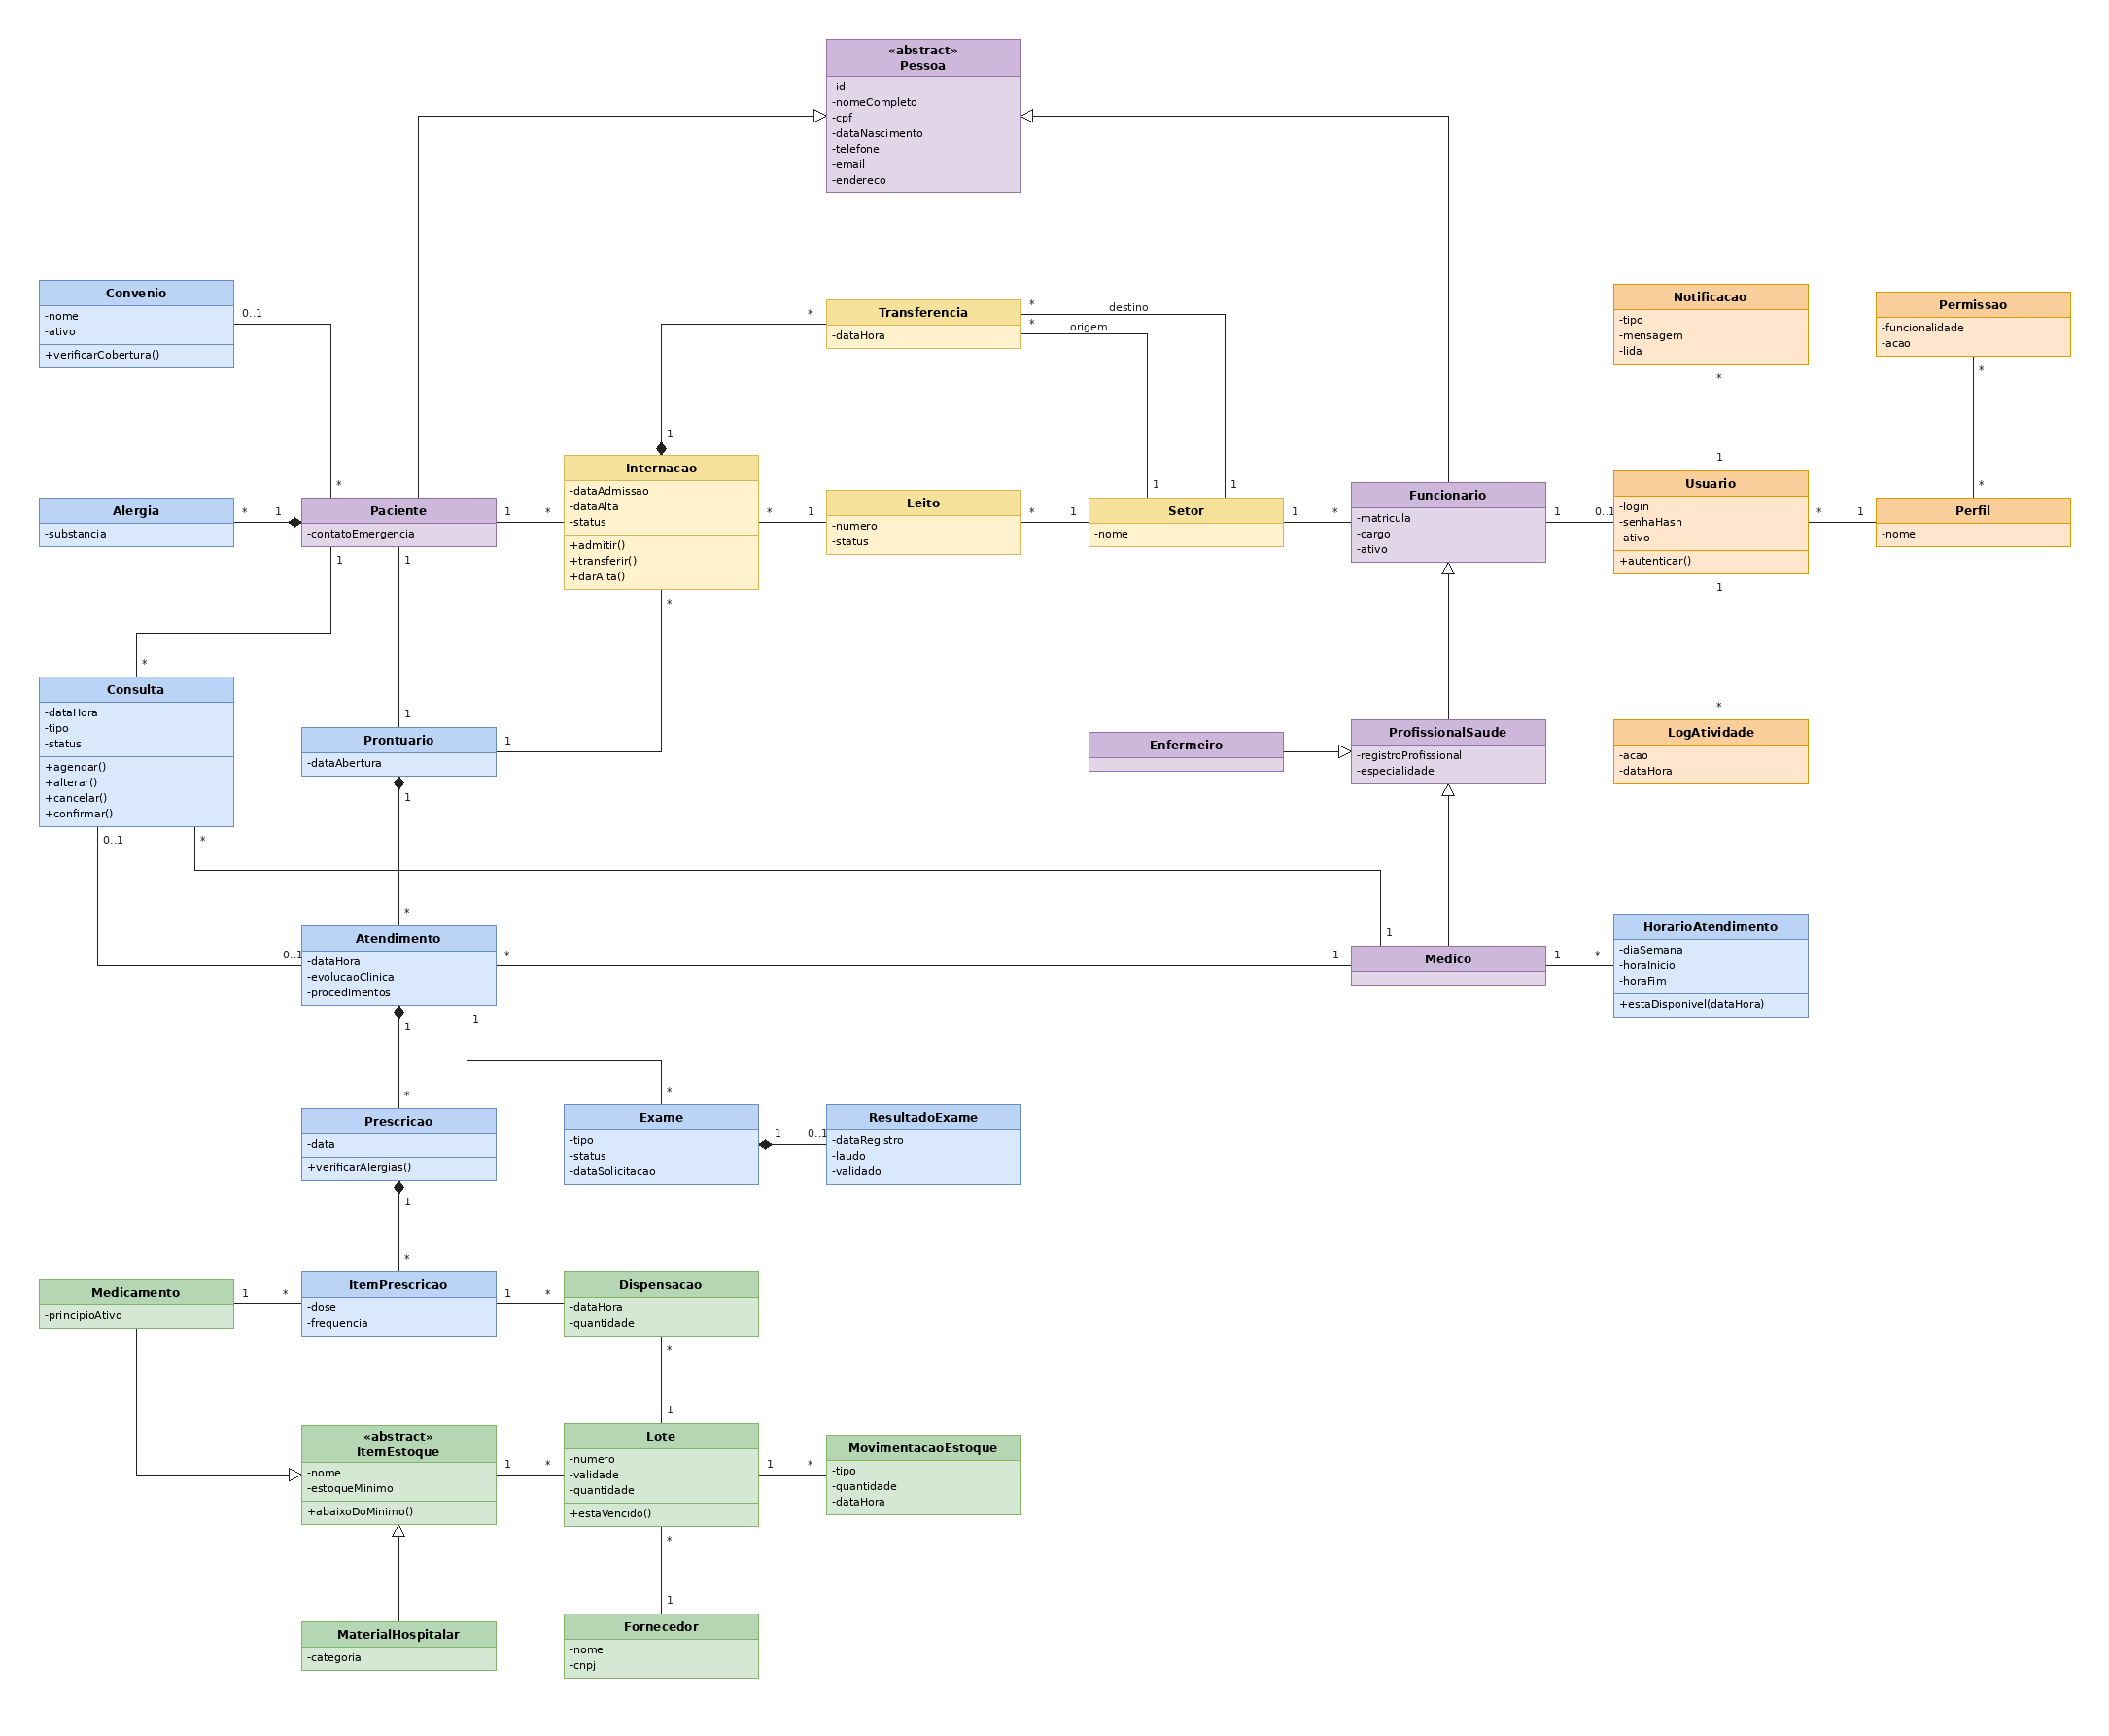 «abstract»
Pessoa
-id
-nomeCompleto
-cpf
-dataNascimento
-telefone
-email
-endereco
Convenio
-nome
-ativo
+verificarCobertura()
0..1
*
Transferencia
-dataHora
*
*
*
destino
origem
1
1
1
Notificacao
-tipo
-mensagem
-lida
*
1
Permissao
-funcionalidade
-acao
*
*
Alergia
-substancia
*
1
Paciente
-contatoEmergencia
1
*
1
1
Internacao
-dataAdmissao
-dataAlta
-status
+admitir()
+transferir()
+darAlta()
*
*
1
Leito
-numero
-status
*
1
Setor
-nome
1
*
Funcionario
-matricula
-cargo
-ativo
1
0..1
Usuario
-login
-senhaHash
-ativo
+autenticar()
*
1
1
*
Perfil
-nome
*
Consulta
-dataHora
-tipo
-status
+agendar()
+alterar()
+cancelar()
+confirmar()
0..1
*
1
Prontuario
-dataAbertura
1
1
Enfermeiro
ProfissionalSaude
-registroProfissional
-especialidade
LogAtividade
-acao
-dataHora
*
0..1
Atendimento
-dataHora
-evolucaoClinica
-procedimentos
*
1
1
1
1
Medico
1
*
HorarioAtendimento
-diaSemana
-horaInicio
-horaFim
+estaDisponivel(dataHora)
*
Prescricao
-data
+verificarAlergias()
1
*
Exame
-tipo
-status
-dataSolicitacao
1
0..1
ResultadoExame
-dataRegistro
-laudo
-validado
Medicamento
-principioAtivo
1
*
*
ItemPrescricao
-dose
-frequencia
1
*
Dispensacao
-dataHora
-quantidade
*
1
«abstract»
ItemEstoque
-nome
-estoqueMinimo
+abaixoDoMinimo()
1
*
Lote
-numero
-validade
-quantidade
+estaVencido()
1
*
MovimentacaoEstoque
-tipo
-quantidade
-dataHora
*
1
MaterialHospitalar
-categoria
Fornecedor
-nome
-cnpj